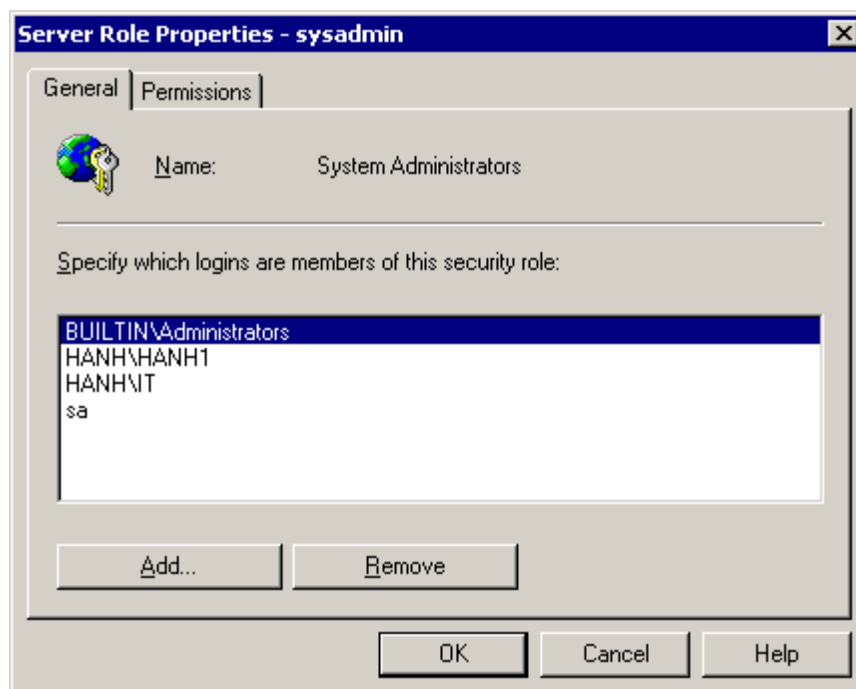 Server Role Properties - sysadmin
General Permissions
Name: System Administrators
Specify which logins are members of this security role:
BUILTIN\Administrators
HANH\HANH1
HANH\IT
sa
Add... Remove
OK Cancel Help